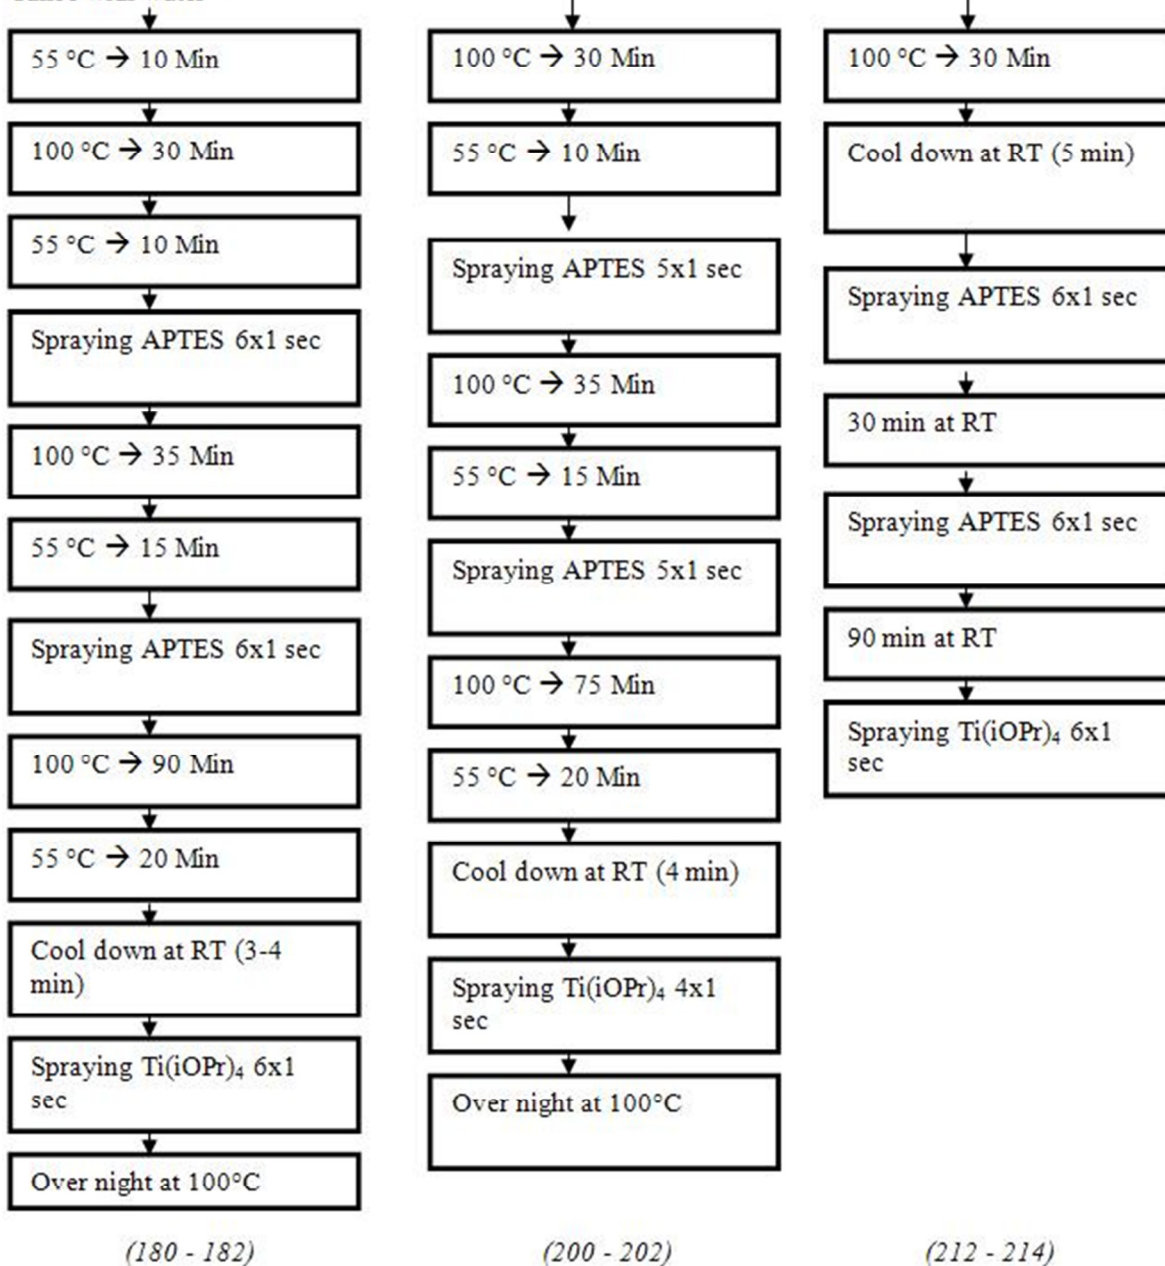 55 °C → 10 Min
100 °C → 30 Min
55 °C → 10 Min
Spraying APTES 6x1 sec
100 °C → 35 Min
55 °C → 15 Min
Spraying APTES 6x1 sec
100 °C → 90 Min
55 °C → 20 Min
Cool down at RT (3-4
min)
Spraying Ti(iOPr)₄ 6x1
sec
Over night at 100°C
(180 - 182)
100 °C → 30 Min
55 °C → 10 Min
Spraying APTES 5x1 sec
100 °C → 35 Min
55 °C → 15 Min
Spraying APTES 5x1 sec
100 °C → 75 Min
55 °C → 20 Min
Cool down at RT (4 min)
Spraying Ti(iOPr)₄ 4x1
sec
Over night at 100°C
(200 - 202)
100 °C → 30 Min
Cool down at RT (5 min)
Spraying APTES 6x1 sec
30 min at RT
Spraying APTES 6x1 sec
90 min at RT
Spraying Ti(iOPr)₄ 6x1
sec
(212 - 214)